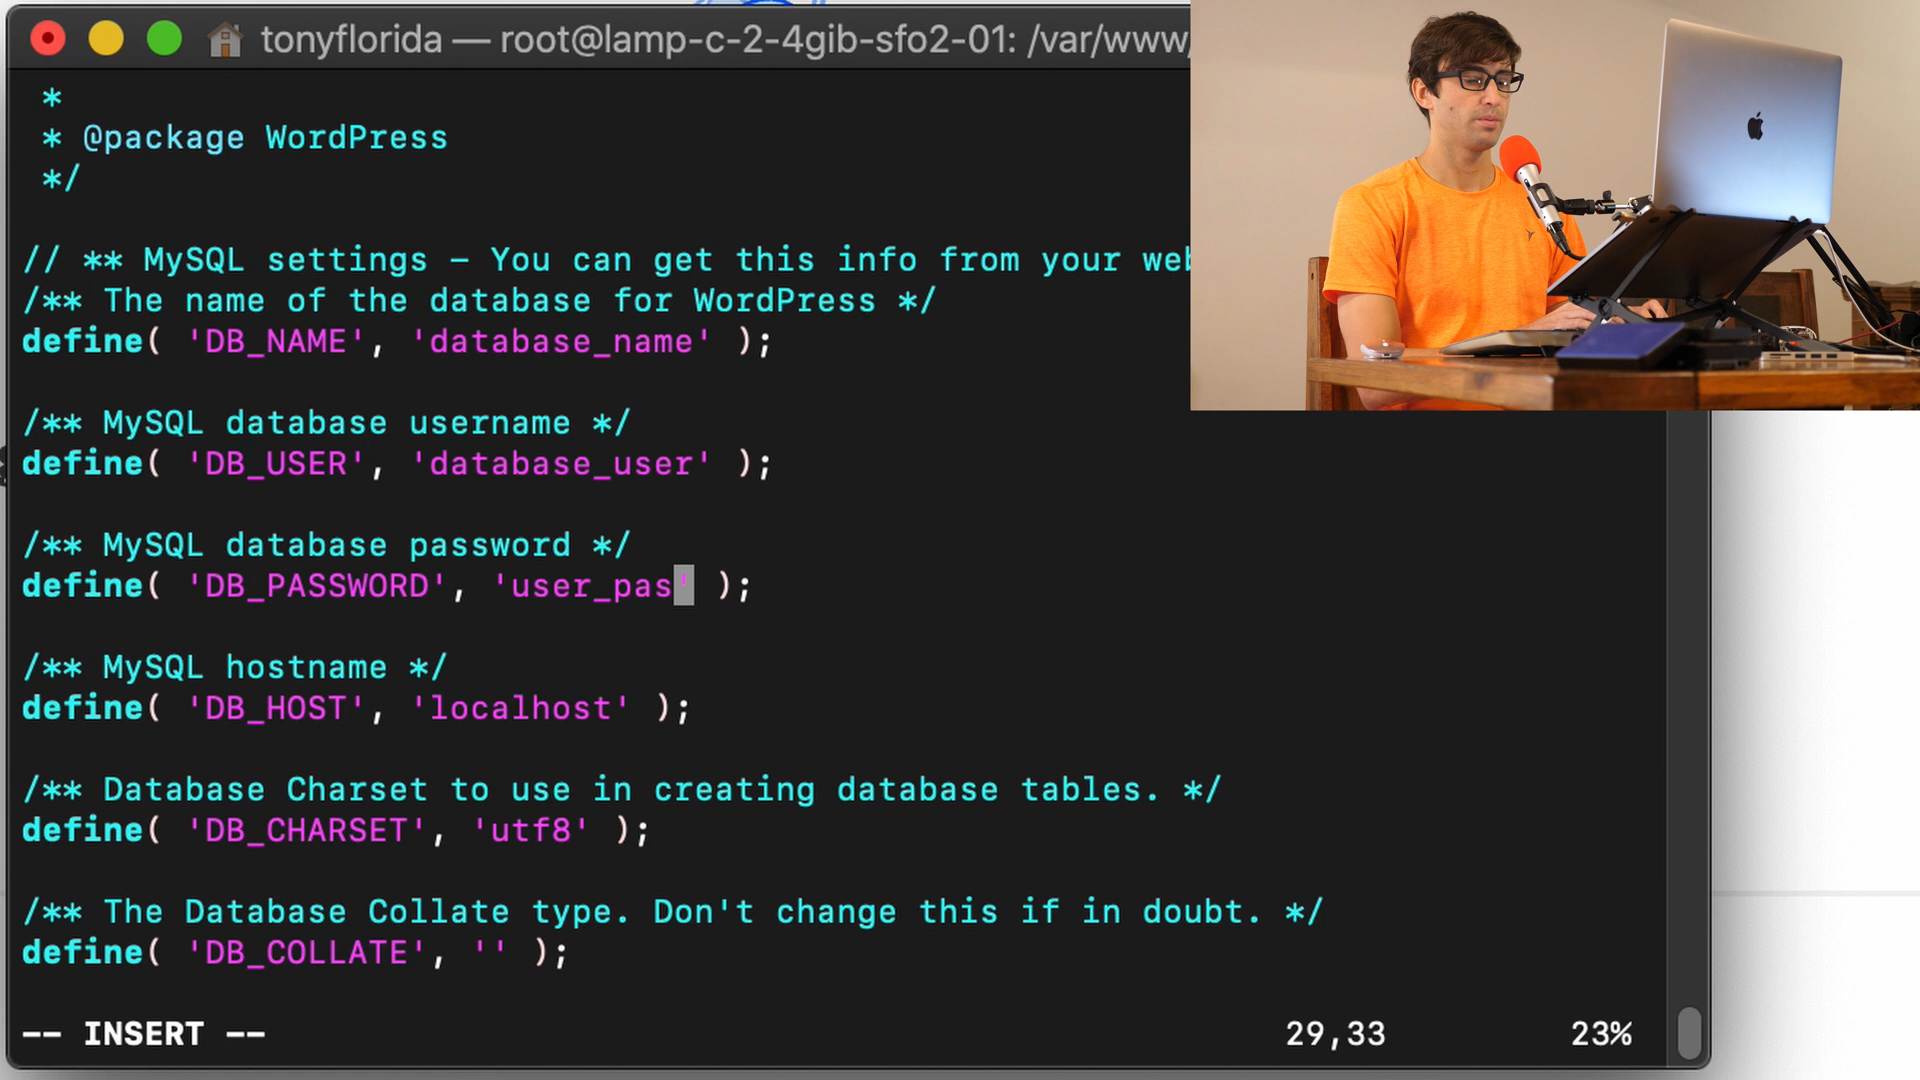 tonyflorida — root@lamp-c-2-4gib-sfo2-01: /var/www/
*
* @package WordPress
*/
// ** MySQL settings - You can get this info from your web
/** The name of the database for WordPress */
define( 'DB_NAME', 'database_name' );
/** MySQL database username */
define( 'DB_USER', 'database_user' );
/** MySQL database password */
define( 'DB_PASSWORD', 'user_pas' );
/** MySQL hostname */
define( 'DB_HOST', 'localhost' );
/** Database Charset to use in creating database tables. */
define( 'DB_CHARSET', 'utf8' );
/** The Database Collate type. Don't change this if in doubt. */
define( 'DB_COLLATE', '' );
-- INSERT -- 29,33 23%